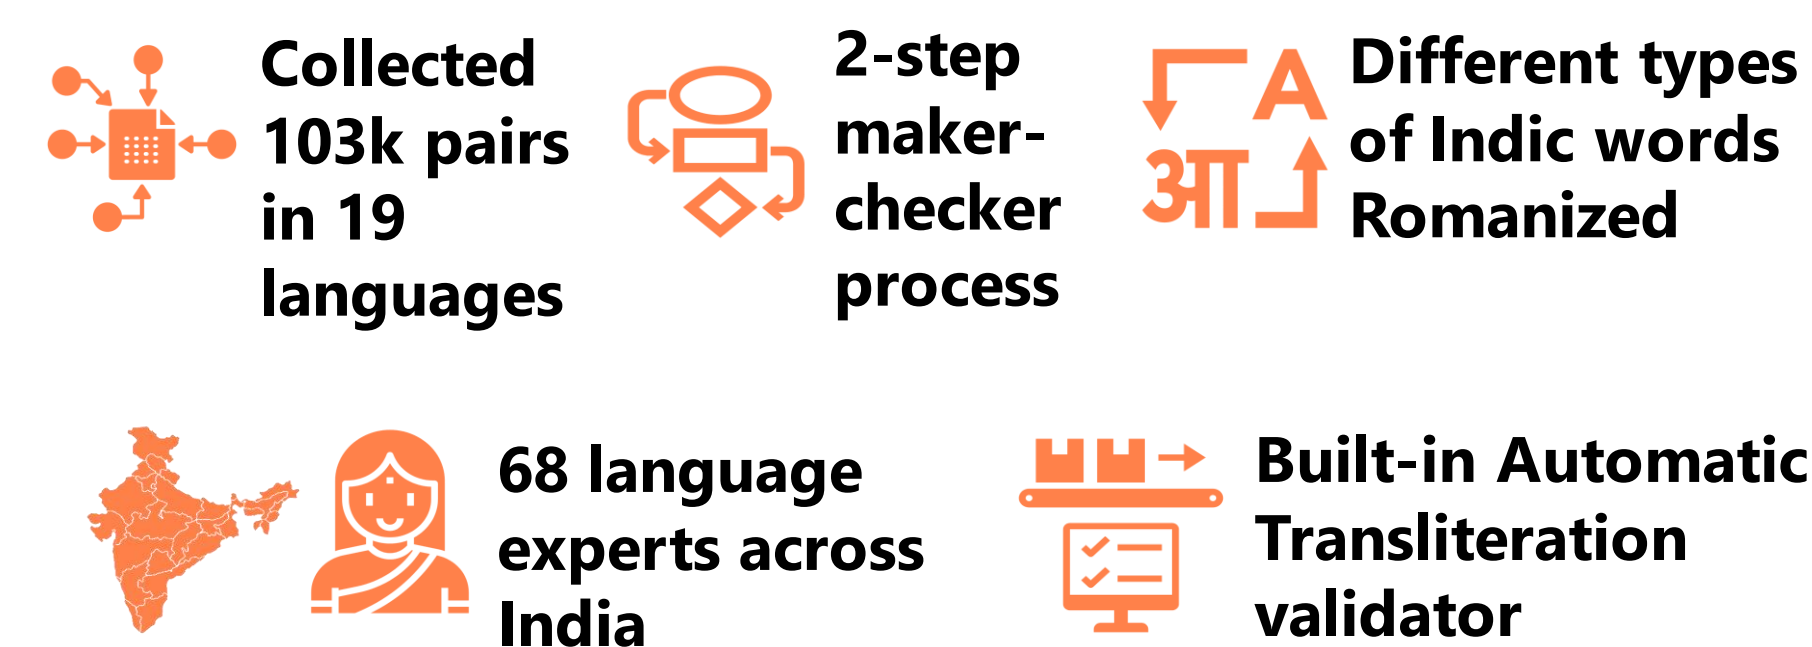 Collected
103k pairs
in 19
languages
2-step
maker-
checker
process
A
आ
Different types
of Indic words
Romanized
68 language
experts across
India
Built-in Automatic
Transliteration
validator